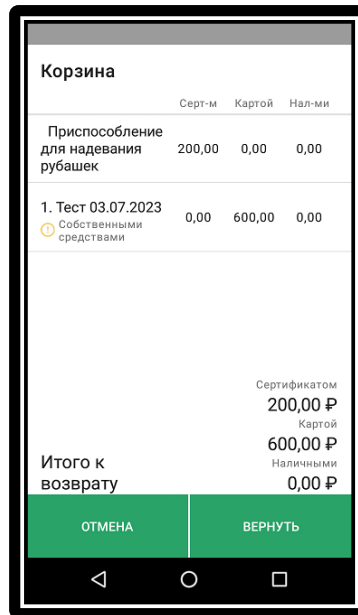 Корзина
Серт-м Картой Нал-ми
Приспособление
для надевания
рубашек
200,00 0,00 0,00
1. Тест 03.07.2023
Собственными
средствами
0,00 600,00 0,00
Сертификатом
200,00 ₽
Картой
600,00 ₽
Наличными
Итого к
возврату
0,00 ₽
ОТМЕНА ВЕРНУТЬ